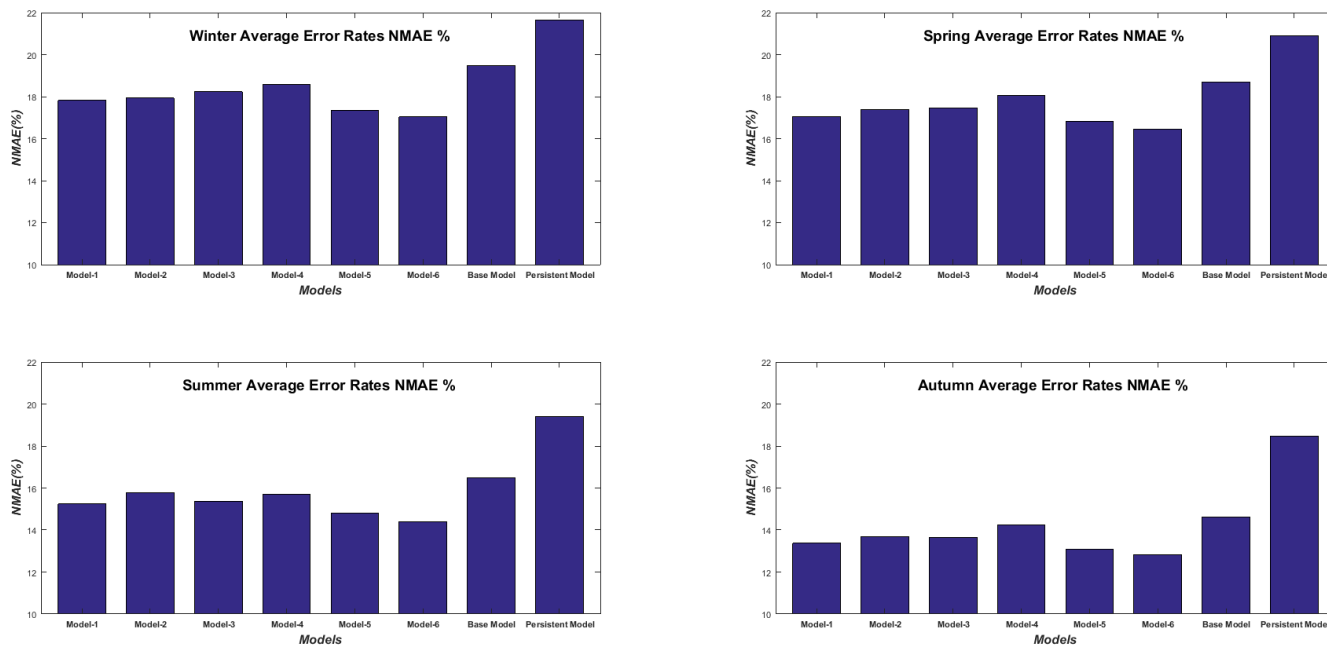 Winter Average Error Rates NMAE %
22
20
18
16
14
12
10
NMAE(%)
Model-1 Model-2 Model-3 Model-4 Model-5 Model-6 Base Model Persistent Model
Models
Spring Average Error Rates NMAE %
22
20
18
16
14
12
10
NMAE(%)
Model-1 Model-2 Model-3 Model-4 Model-5 Model-6 Base Model Persistent Mode
Models
Summer Average Error Rates NMAE %
22
20
18
16
14
12
10
NMAE(%)
Model-1 Model-2 Model-3 Model-4 Model-5 Model-6 Base Model Persistent Model
Models
Autumn Average Error Rates NMAE %
22
20
18
16
14
12
10
NMAE(%)
Model-1 Model-2 Model-3 Model-4 Model-5 Model-6 Base Model Persistent Model
Models